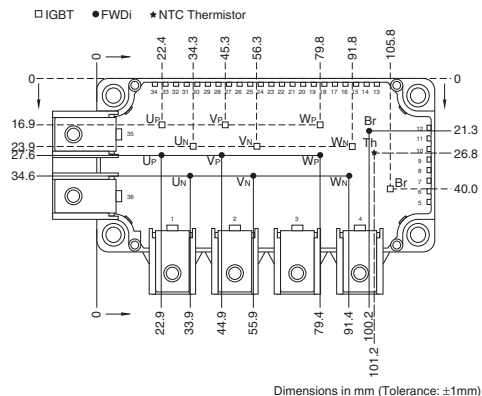 IGBT FWDi NTC Thermistor
0 22.4 34.3 45.3 56.3 79.8 91.8 105.8
0 0
34 33 32 31 30 29 28 27 26 25 24 23 22 21 20 19 18 17 16 15 14 13
16.9 UP VP WP Br 12 21.3
35 11
23.9 UN VN WN Th 10 26.8
27.6 UP VP WP 9
8
34.6 UN VN WN Br 7 40.0
36 6
5
1 2 3 4
0 22.9 33.9 44.9 55.9 79.4 91.4 100.2 101.2
Dimensions in mm (Tolerance: ±1mm)